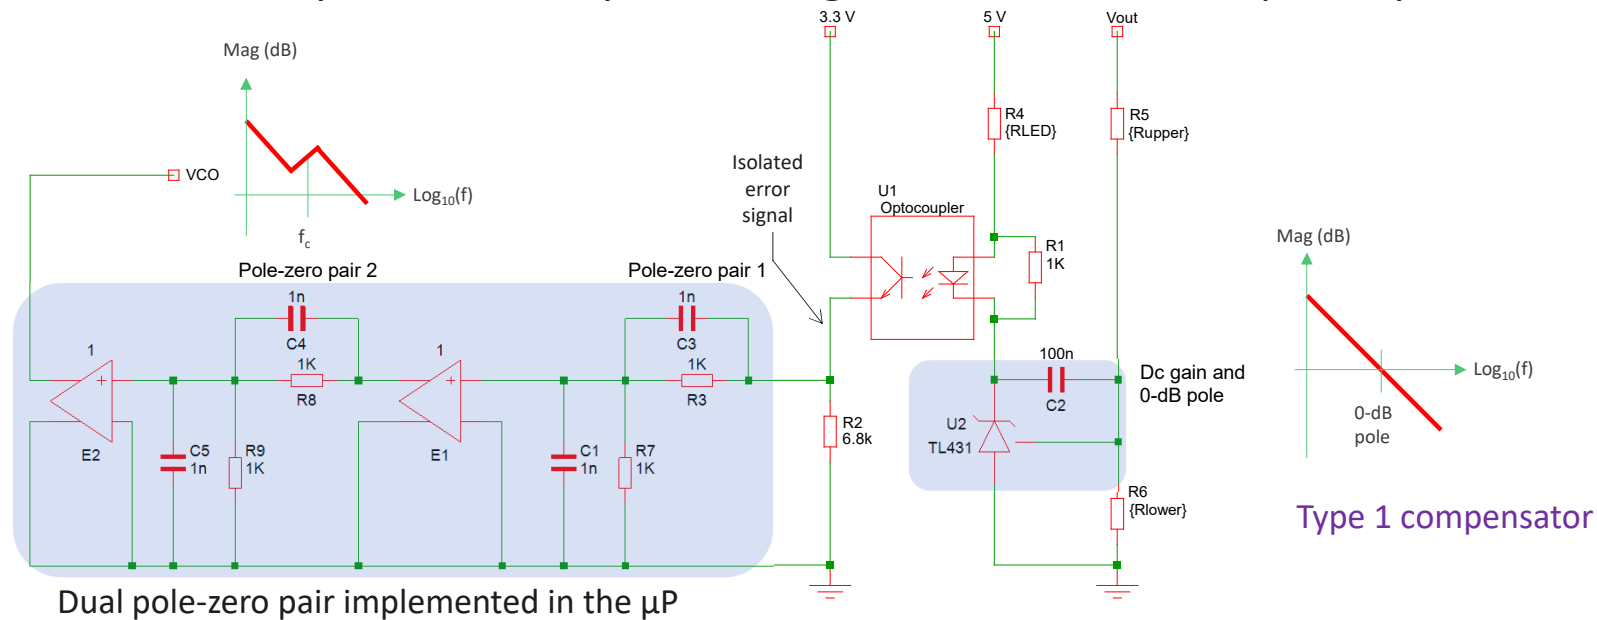 3.3 V
5 V
Vout
Mag (dB)
R4
{RLED}
R5
{Rupper}
Isolated
error
signal
VCO
Log10(f)
fc
U1
Optocoupler
R1
1K
Mag (dB)
Pole-zero pair 2
Pole-zero pair 1
1n
C4
1n
C3
1
1K
R8
1
1K
R3
100n
C2
Dc gain and
0-dB pole
Log10(f)
0-dB
pole
R2
6.8k
U2
TL431
E2
C5
1n
R9
1K
E1
C1
1n
R7
1K
R6
{Rlower}
Type 1 compensator
Dual pole-zero pair implemented in the µP